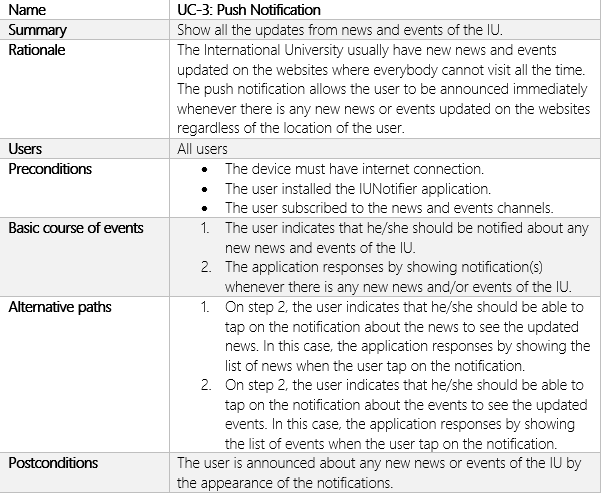 Name UC-3: Push Notification
Summary Show all the updates from news and events of the IU.
Rationale The International University usually have new news and events
updated on the websites where everybody cannot visit all the time.
The push notification allows the user to be announced immediately
whenever there is any new news or events updated on the websites
regardless of the location of the user.
Users All users
Preconditions • The device must have internet connection.
• The user installed the IUNotifier application.
• The user subscribed to the news and events channels.
Basic course of events 1. The user indicates that he/she should be notified about any
new news and events of the IU.
2. The application responses by showing notification(s)
whenever there is any new news and/or events of the IU.
Alternative paths 1. On step 2, the user indicates that he/she should be able to
tap on the notification about the news to see the updated
news. In this case, the application responses by showing the
list of news when the user tap on the notification.
2. On step 2, the user indicates that he/she should be able to
tap on the notification about the events to see the updated
events. In this case, the application responses by showing
the list of events when the user tap on the notification.
Postconditions The user is announced about any new news or events of the IU by
the appearance of the notifications.